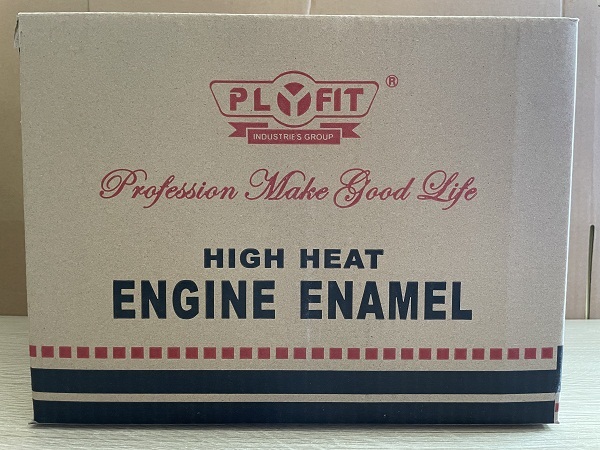 PLYFIT ®
INDUSTRIES GROUP
Profession Make Good Life
HIGH HEAT
ENGINE ENAMEL